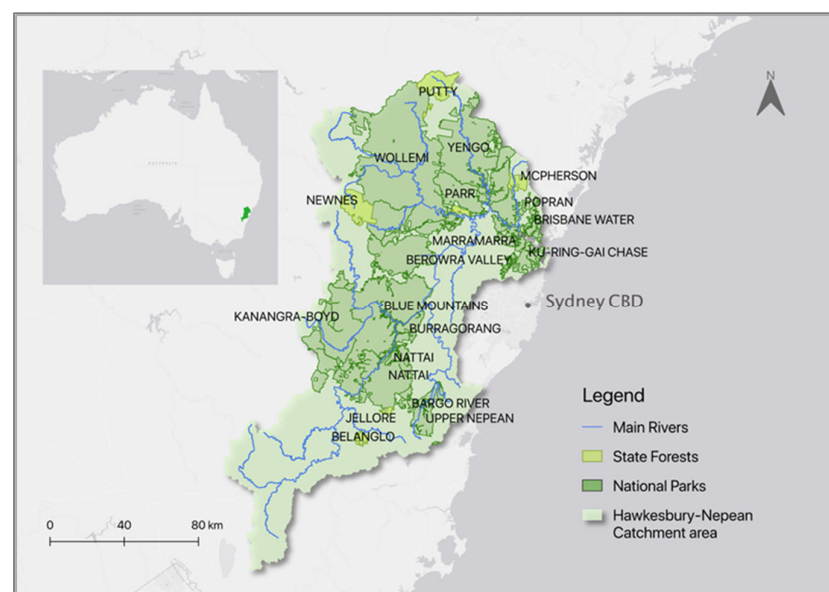 N
AUSTRALIA
PUTTY
YENGO
WOLLEMI
MCPHERSON
PARR
NEWNES
POPRAN
BRISBANE WATER
MARRAMARRA
KU-RING-GAI CHASE
BEROWRA VALLEY
Sydney CBD
BLUE MOUNTAINS
KANANGRA-BOYD
BURRAGORANG
NATTAI
NATTAI
BARGO RIVER
JELLORE
UPPER NEPEAN
BELANGLO
Legend
Main Rivers
State Forests
National Parks
Hawkesbury-Nepean
Catchment area
0 40 80 km